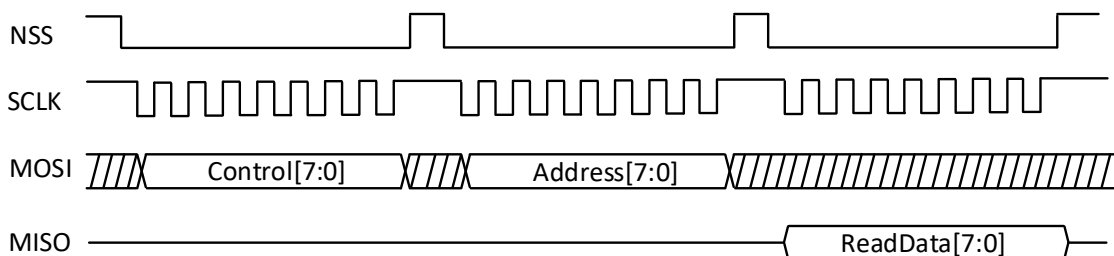 NSS
SCLK
MOSI Control[7:0] Address[7:0]
MISO ReadData[7:0]